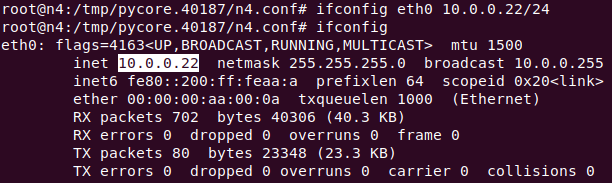 root@n4:/tmp/pycore.40187/n4.conf# ifconfig eth0 10.0.0.22/24
root@n4:/tmp/pycore.40187/n4.conf# ifconfig
eth0: flags=4163<UP,BROADCAST,RUNNING,MULTICAST>  mtu 1500
        inet 10.0.0.22  netmask 255.255.255.0  broadcast 10.0.0.255
        inet6 fe80::200:ff:feaa:a  prefixlen 64  scopeid 0x20<link>
        ether 00:00:00:aa:00:0a  txqueuelen 1000  (Ethernet)
        RX packets 702  bytes 40306 (40.3 KB)
        RX errors 0  dropped 0  overruns 0  frame 0
        TX packets 80  bytes 23348 (23.3 KB)
        TX errors 0  dropped 0 overruns 0  carrier 0  collisions 0